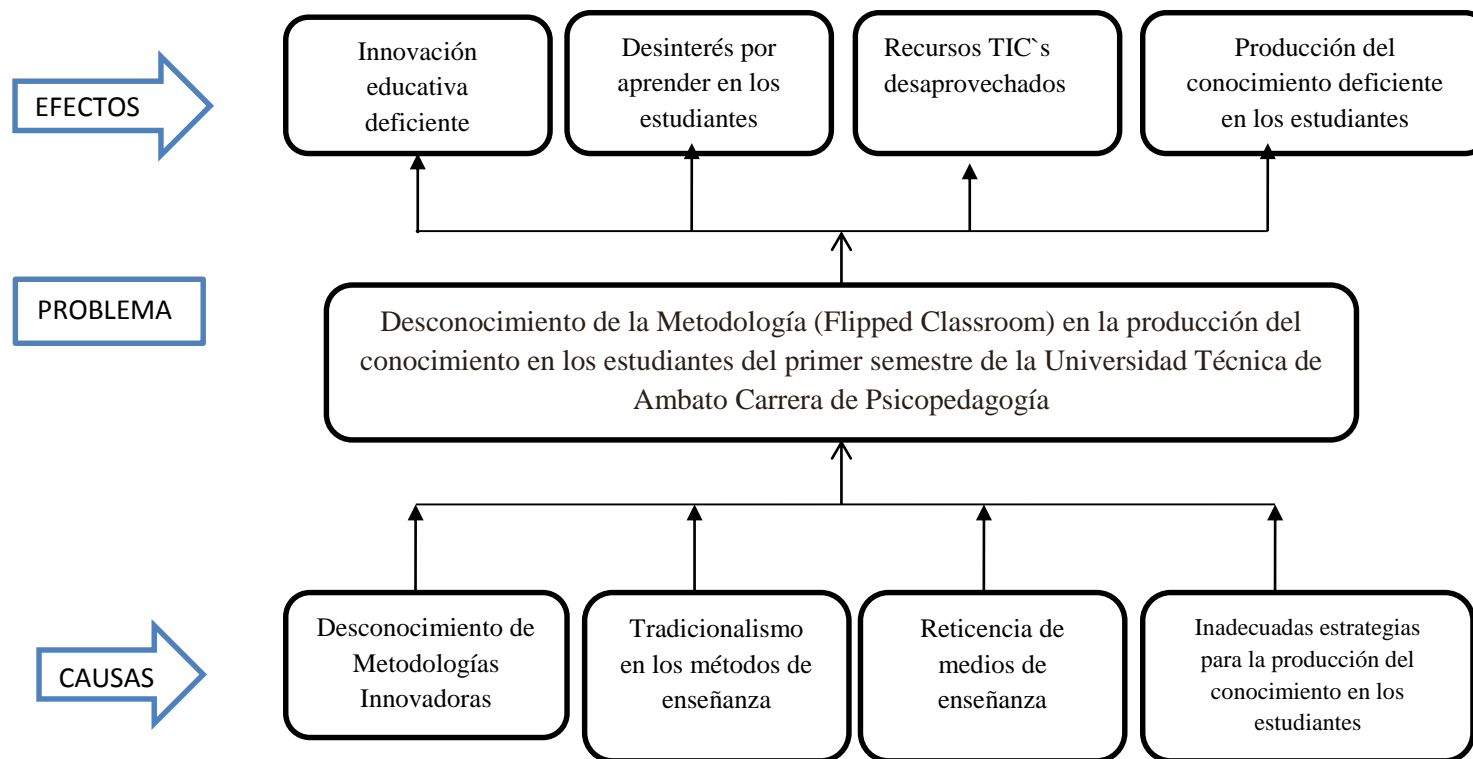 EFECTOS
Innovación
educativa
deficiente
Desinterés por
aprender en los
estudiantes
Recursos TIC`s
desaprovechados
Producción del
conocimiento deficiente
en los estudiantes
PROBLEMA
Desconocimiento de la Metodología (Flipped Classroom) en la producción del
conocimiento en los estudiantes del primer semestre de la Universidad Técnica de
Ambato Carrera de Psicopedagogía
CAUSAS
Desconocimiento de
Metodologías
Innovadoras
Tradicionalismo
en los métodos de
enseñanza
Reticencia de
medios de
enseñanza
Inadecuadas estrategias
para la producción del
conocimiento en los
estudiantes